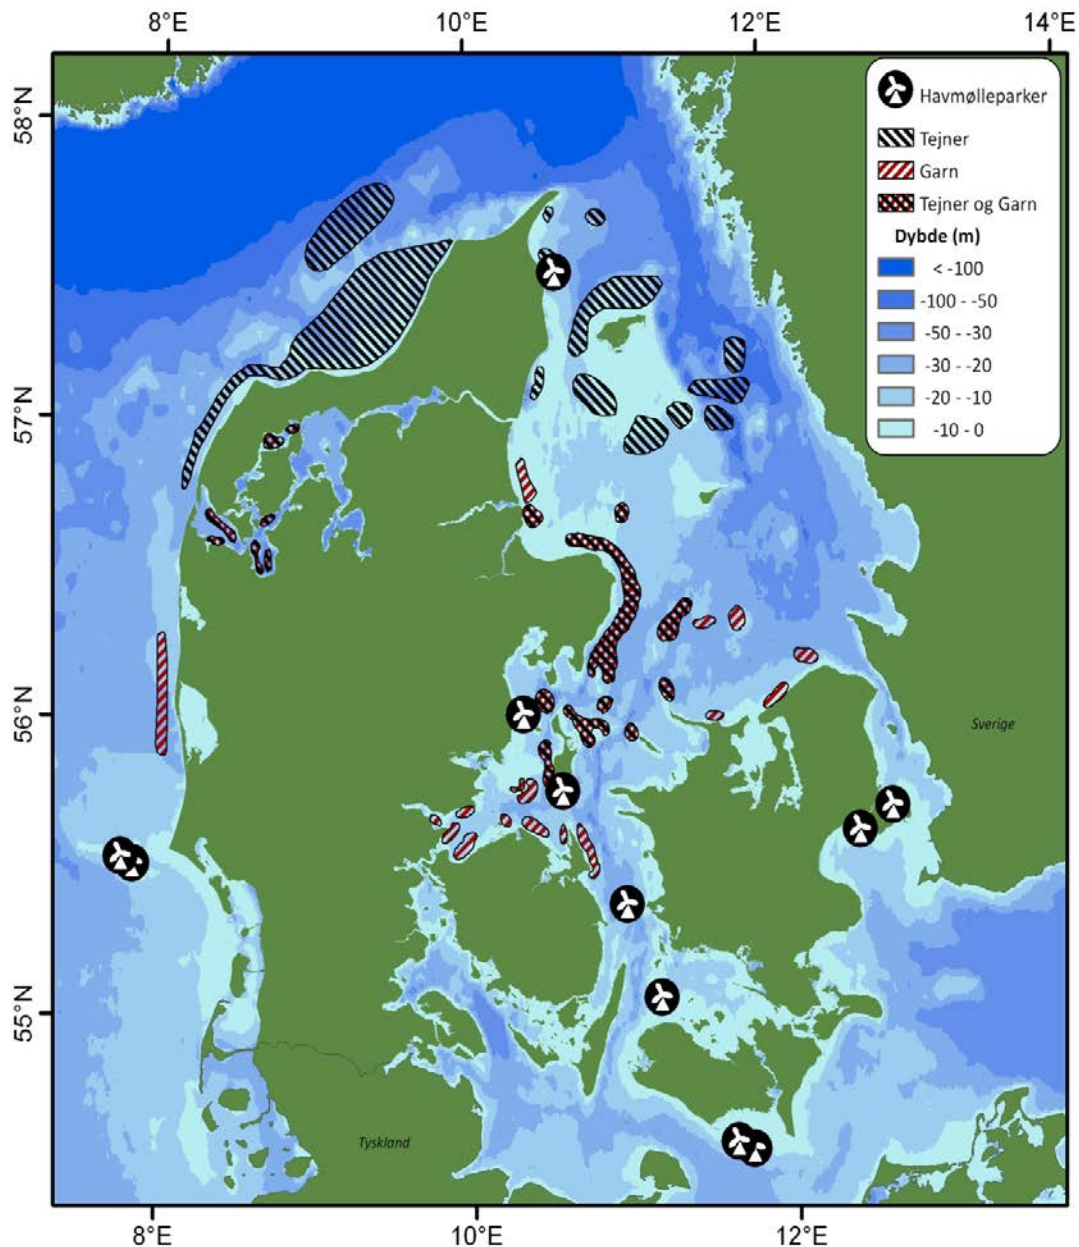 8°E 10°E 12°E 14°E
58°N
57°N
56°N
55°N
Havmølleparker
Tejner
Garn
Tejner og Garn
Dybde (m)
< -100
-100 - -50
-50 - -30
-30 - -20
-20 - -10
-10 - 0
Sverige
Tyskland
8°E 10°E 12°E